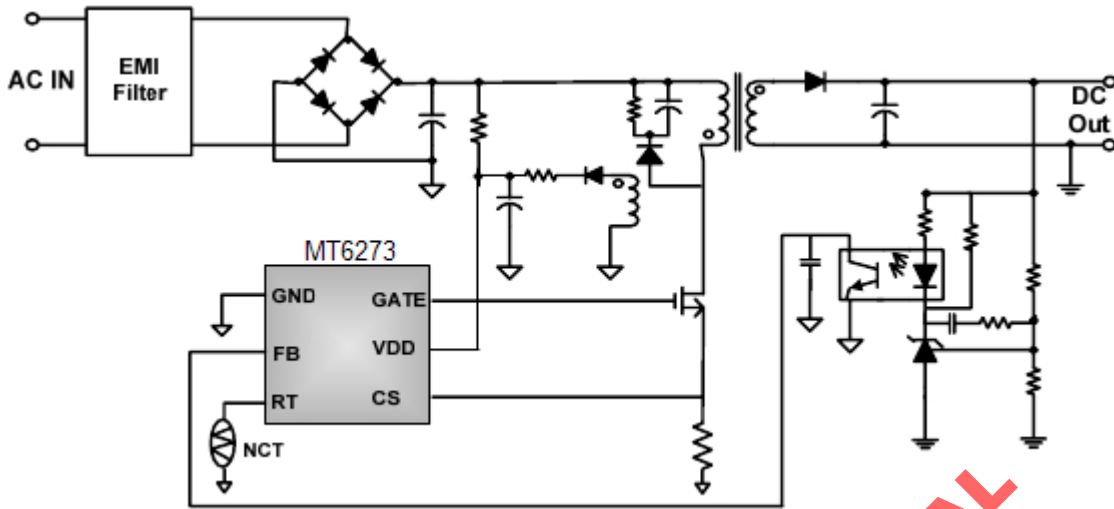 AC IN
EMI
Filter
DC
Out
MT6273
GND
GATE
FB
VDD
RT
CS
NCT